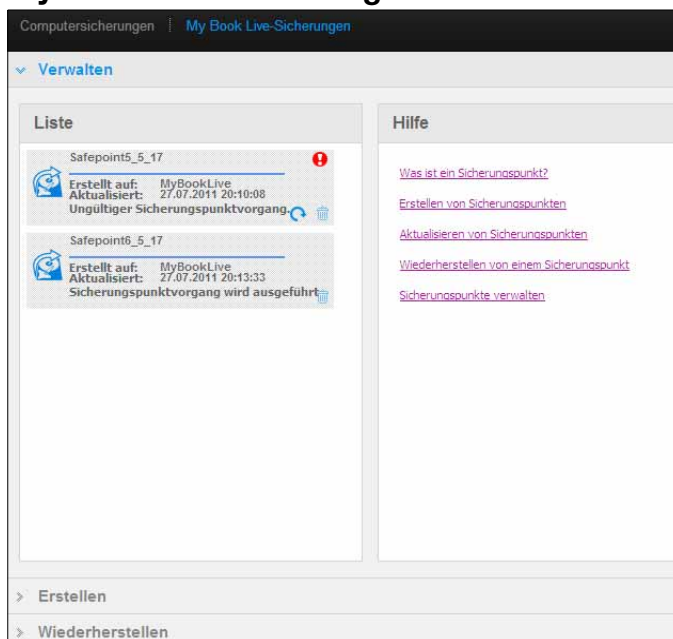 Computersicherungen | My Book Live-Sicherungen
Verwalten
Liste
Safepoint5_5_17
Erstellt auf: MyBookLive
Aktualisiert: 27.07.2011 20:10:08
Ungültiger Sicherungspunktvorgang.
Safepoint6_5_17
Erstellt auf: MyBookLive
Aktualisiert: 27.07.2011 20:13:33
Sicherungspunktvorgang wird ausgeführt
Hilfe
Was ist ein Sicherungspunkt?
Erstellen von Sicherungspunkten
Aktualisieren von Sicherungspunkten
Wiederherstellen von einem Sicherungspunkt
Sicherungspunkte verwalten
Erstellen
Wiederherstellen